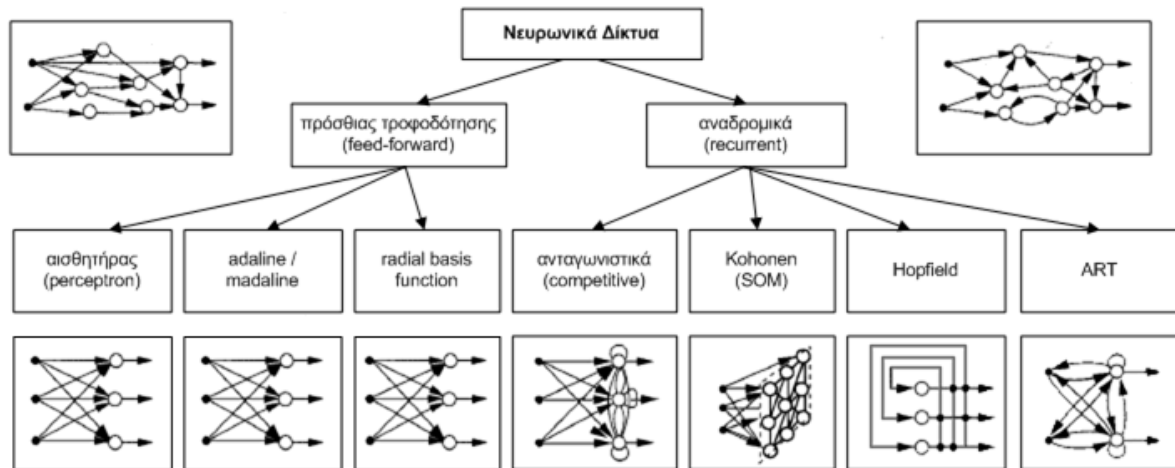 Νευρωνικά Δίκτυα
πρόσθιας τροφοδότησης
(feed-forward)
αναδρομικά
(recurrent)
αισθητήρας
(perceptron)
adaline /
madaline
radial basis
function
ανταγωνιστικά
(competitive)
Kohonen
(SOM)
Hopfield
ART